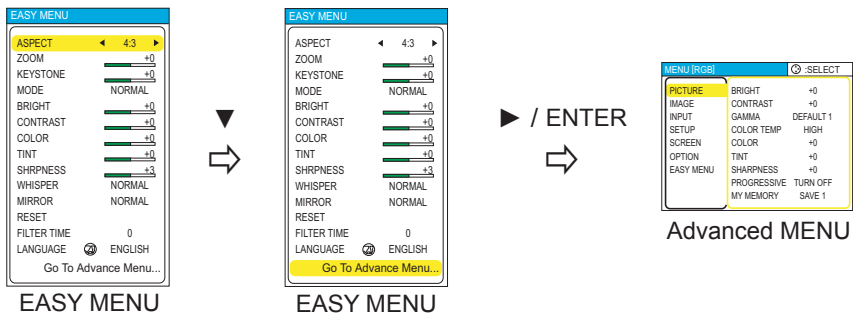 EASY MENU
ASPECT ◄ 4:3 ►
ZOOM +0
KEYSTONE +0
MODE NORMAL
BRIGHT +0
CONTRAST +0
COLOR +0
TINT +0
SHRPNESS +3
WHISPER NORMAL
MIRROR NORMAL
RESET
FILTER TIME 0
LANGUAGE ENGLISH
Go To Advance Menu...
EASY MENU
▼
EASY MENU
ASPECT ◄ 4:3 ►
ZOOM +0
KEYSTONE +0
MODE NORMAL
BRIGHT +0
CONTRAST +0
COLOR +0
TINT +0
SHRPNESS +3
WHISPER NORMAL
MIRROR NORMAL
RESET
FILTER TIME 0
LANGUAGE ENGLISH
Go To Advance Menu...
EASY MENU
► / ENTER
MENU [RGB] :SELECT
PICTURE BRIGHT +0
IMAGE CONTRAST +0
INPUT GAMMA DEFAULT 1
SETUP COLOR TEMP HIGH
SCREEN COLOR +0
OPTION TINT +0
EASY MENU SHARPNESS +0
PROGRESSIVE TURN OFF
MY MEMORY SAVE 1
Advanced MENU